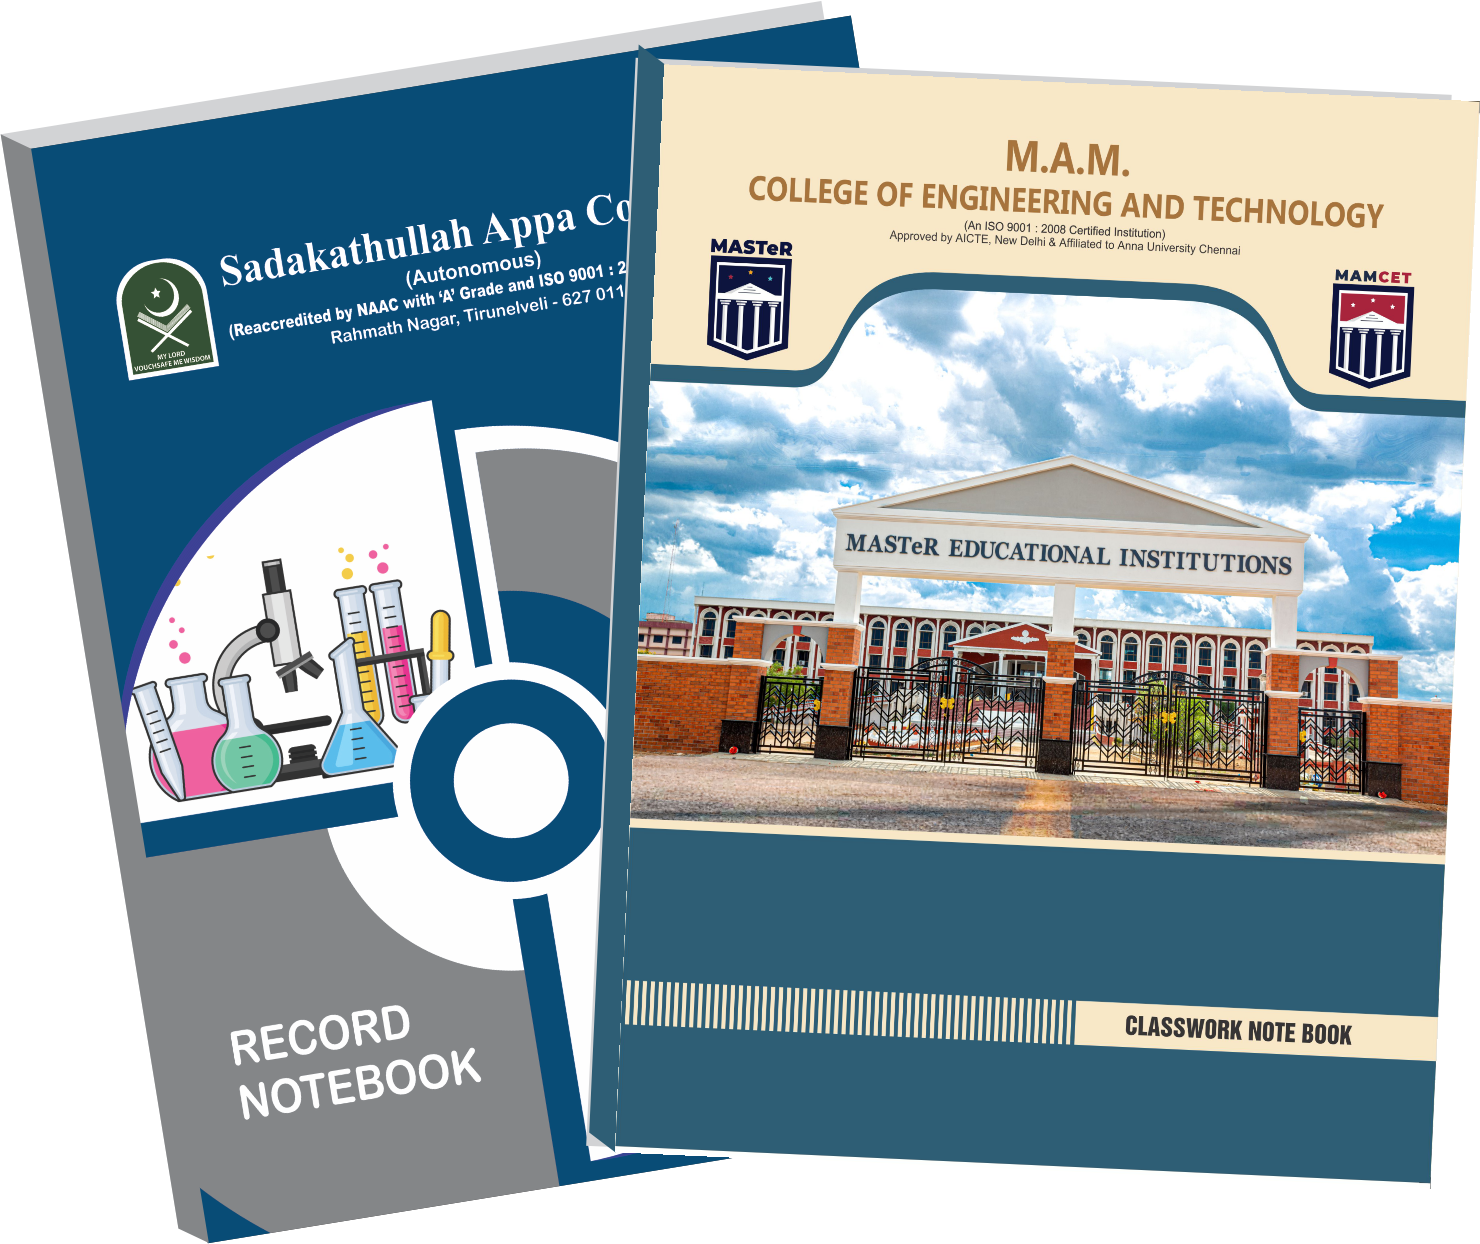 Sadakathullah Appa
(Autonomous)
(Reaccredited by NAAC with ‘A’ Grade and ISO 9001 :
Rahmath Nagar, Tirunelveli - 627 011
MY LORD
VOUCHSAFE ME WISDOM
RECORD
NOTEBOOK
M.A.M.
COLLEGE OF ENGINEERING AND TECHNOLOGY
(An ISO 9001 : 2008 Certified Institution)
Approved by AICTE, New Delhi & Affiliated to Anna University Chennai
MASTeR
MAMCET
MASTeR EDUCATIONAL INSTITUTIONS
CLASSWORK NOTE BOOK